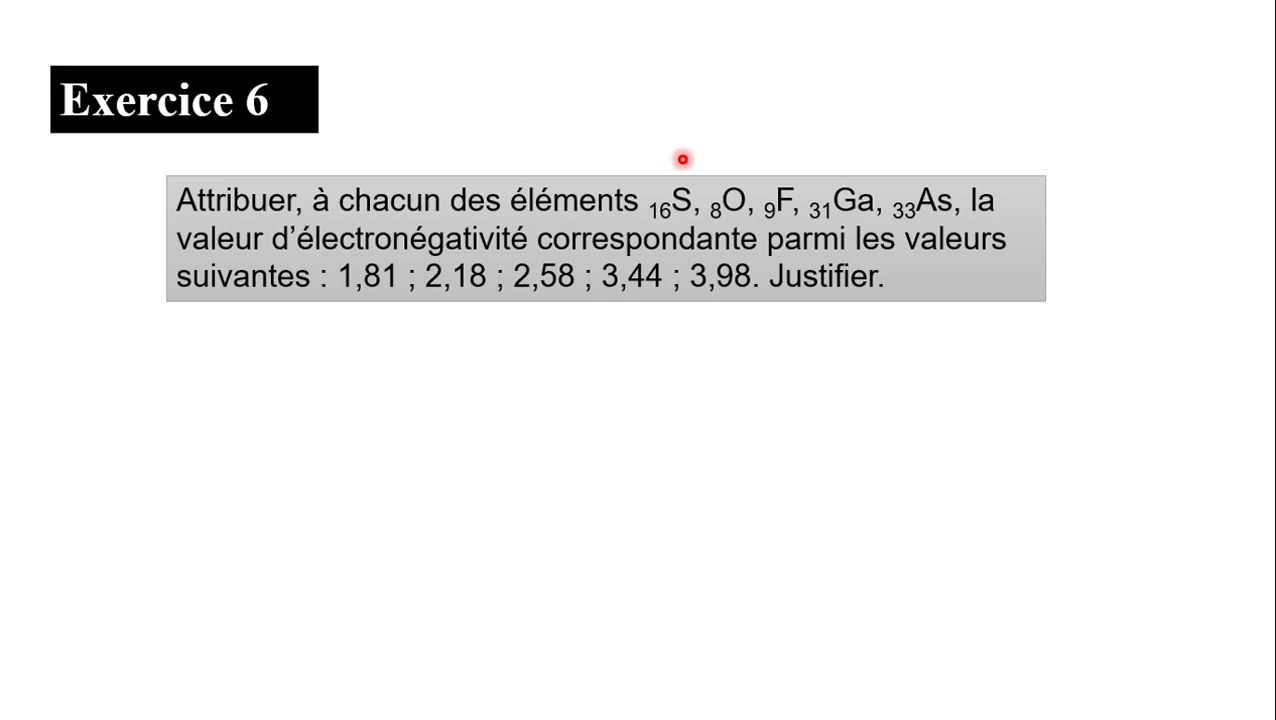 Exercice 6
Attribuer, à chacun des éléments ₁₆S, ₈O, ₉F, ₃₁Ga, ₃₃As, la
valeur d’électronégativité correspondante parmi les valeurs
suivantes : 1,81 ; 2,18 ; 2,58 ; 3,44 ; 3,98. Justifier.